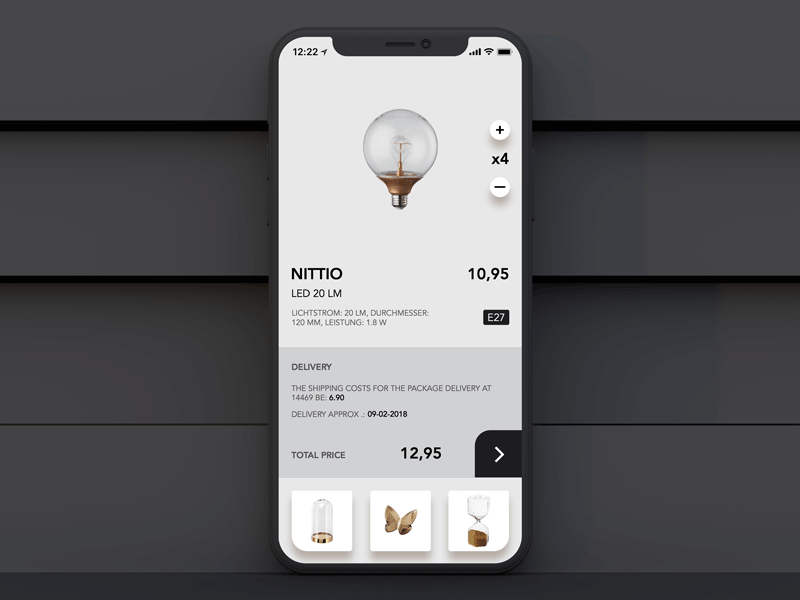 12:22
+
x4
−
NITTIO
10,95
LED 20 LM
LICHTSTROM: 20 LM, DURCHMESSER:
120 MM, LEISTUNG: 1.8 W
E27
DELIVERY
THE SHIPPING COSTS FOR THE PACKAGE DELIVERY AT
14469 BE: 6.90
DELIVERY APPROX .: 09-02-2018
TOTAL PRICE
12,95